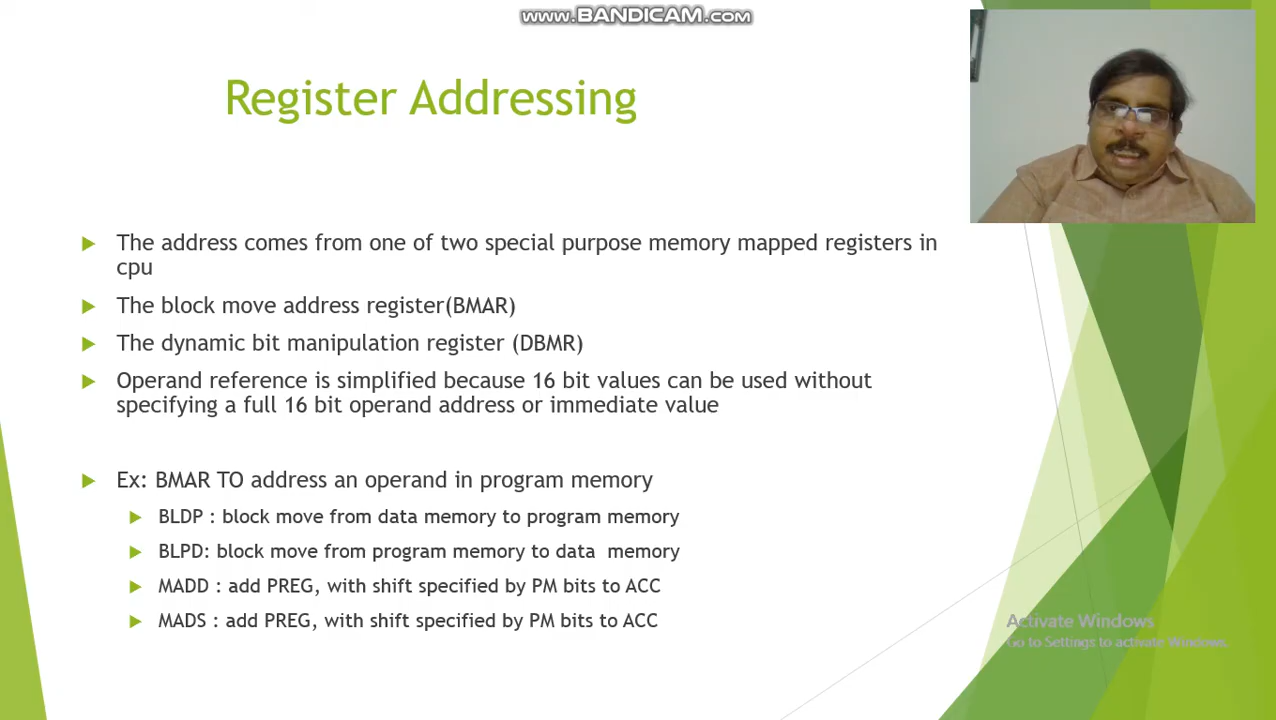 www.BANDICAM.com
Register Addressing
The address comes from one of two special purpose memory mapped registers in
cpu
The block move address register(BMAR)
The dynamic bit manipulation register (DBMR)
Operand reference is simplified because 16 bit values can be used without
specifying a full 16 bit operand address or immediate value
Ex: BMAR TO address an operand in program memory
BLDP : block move from data memory to program memory
BLPD: block move from program memory to data memory
MADD : add PREG, with shift specified by PM bits to ACC
MADS : add PREG, with shift specified by PM bits to ACC
Activate Windows
Go to Settings to activate Windows.